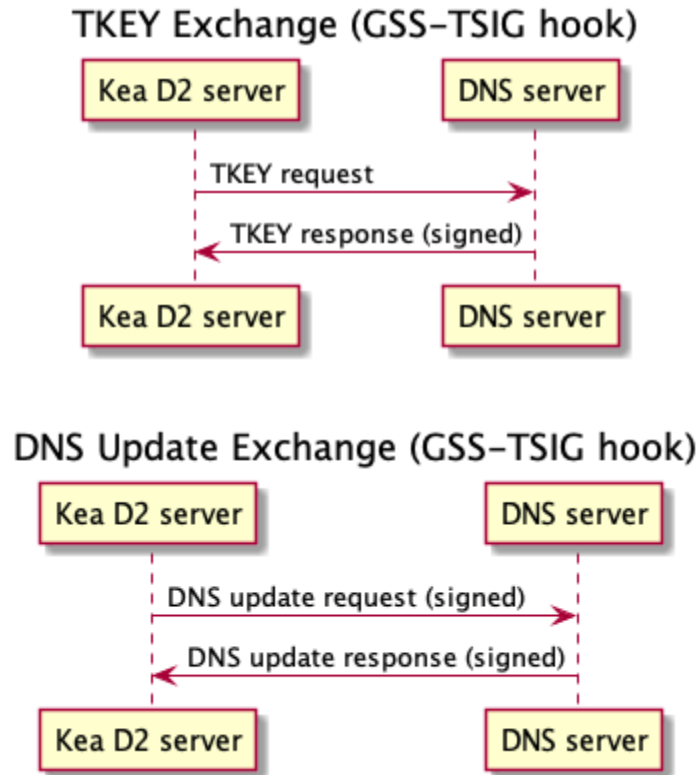 TKEY Exchange (GSS-TSIG hook)
Kea D2 server DNS server
TKEY request
TKEY response (signed)
Kea D2 server DNS server
DNS Update Exchange (GSS-TSIG hook)
Kea D2 server DNS server
DNS update request (signed)
DNS update response (signed)
Kea D2 server DNS server